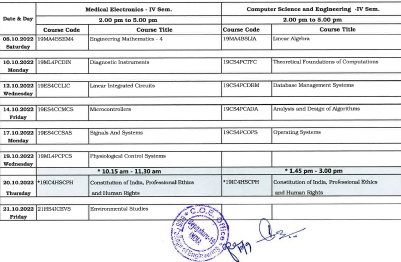 Medical Electronics - IV Sem. Computer Science and Engineering -IV Sem.
Date & Day 2.00 pm to 5.00 pm 2.00 pm to 5.00 pm
Course Code Course Title Course Code Course Title
08.10.2022 19MA4BSEM4 Engineering Mathematics - 4 19MA4BSLIA Linear Algebra
Saturday
10.10.2022 19ML4PCDIN Diagnostic Instruments 19CS4PCTFC Theoretical Foundations of Computations
Monday
12.10.2022 19ES4CCLIC Linear Integrated Circuits 19CS4PCDBM Database Management Systems
Wednesday
14.10.2022 19ES4CCMCS Microcontrollers 19CS4PCADA Analysis and Design of Algorithms
Friday
17.10.2022 19ES4CCSAS Signals And Systems 19CS4PCOPS Operating Systems
Monday
19.10.2022 19ML4PCPCS Physiological Control Systems
Wednesday
* 10.15 am - 11.30 am * 1.45 pm - 3.00 pm
20.10.2022 *19IC4HSCPH Constitution of India, Professional Ethics *19IC4HSCPH Constitution of India, Professional Ethics
Thursday and Human Rights and Human Rights
21.10.2022 21HS4ICEVS Environmental Studies
Friday
C.O.E. Office